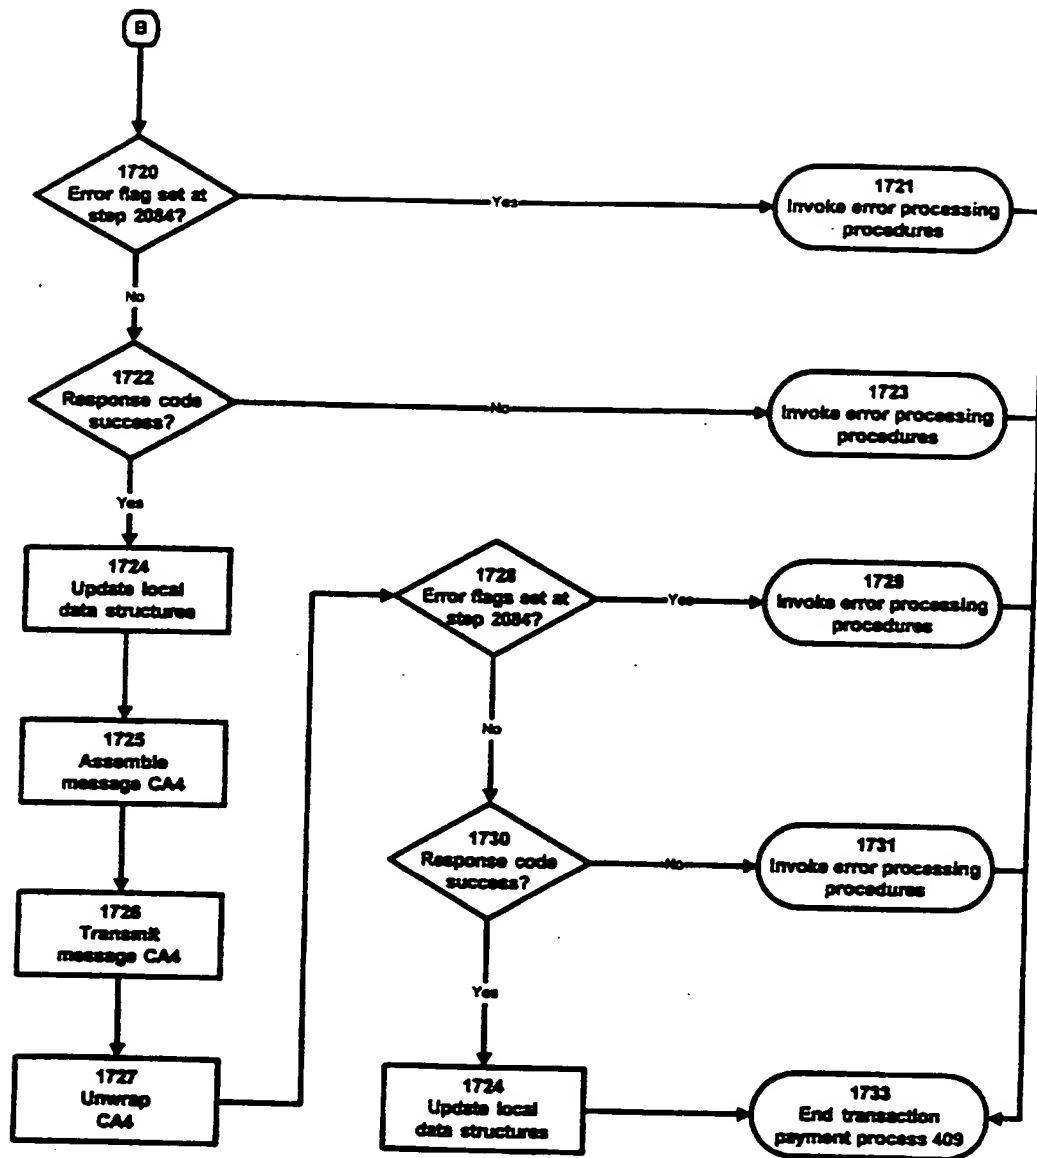 B
1720
Error flag set at
step 2084?
Yes
1721
Invoke error processing
procedures
No
1722
Response code
success?
No
1723
Invoke error processing
procedures
Yes
1724
Update local
data structures
1728
Error flags set at
step 2084?
Yes
1729
Invoke error processing
procedures
1725
Assemble
message CA4
No
1730
Response code
success?
No
1731
Invoke error processing
procedures
1726
Transmit
message CA4
Yes
1727
Unwrap
CA4
1724
Update local
data structures
1733
End transaction
payment process 409